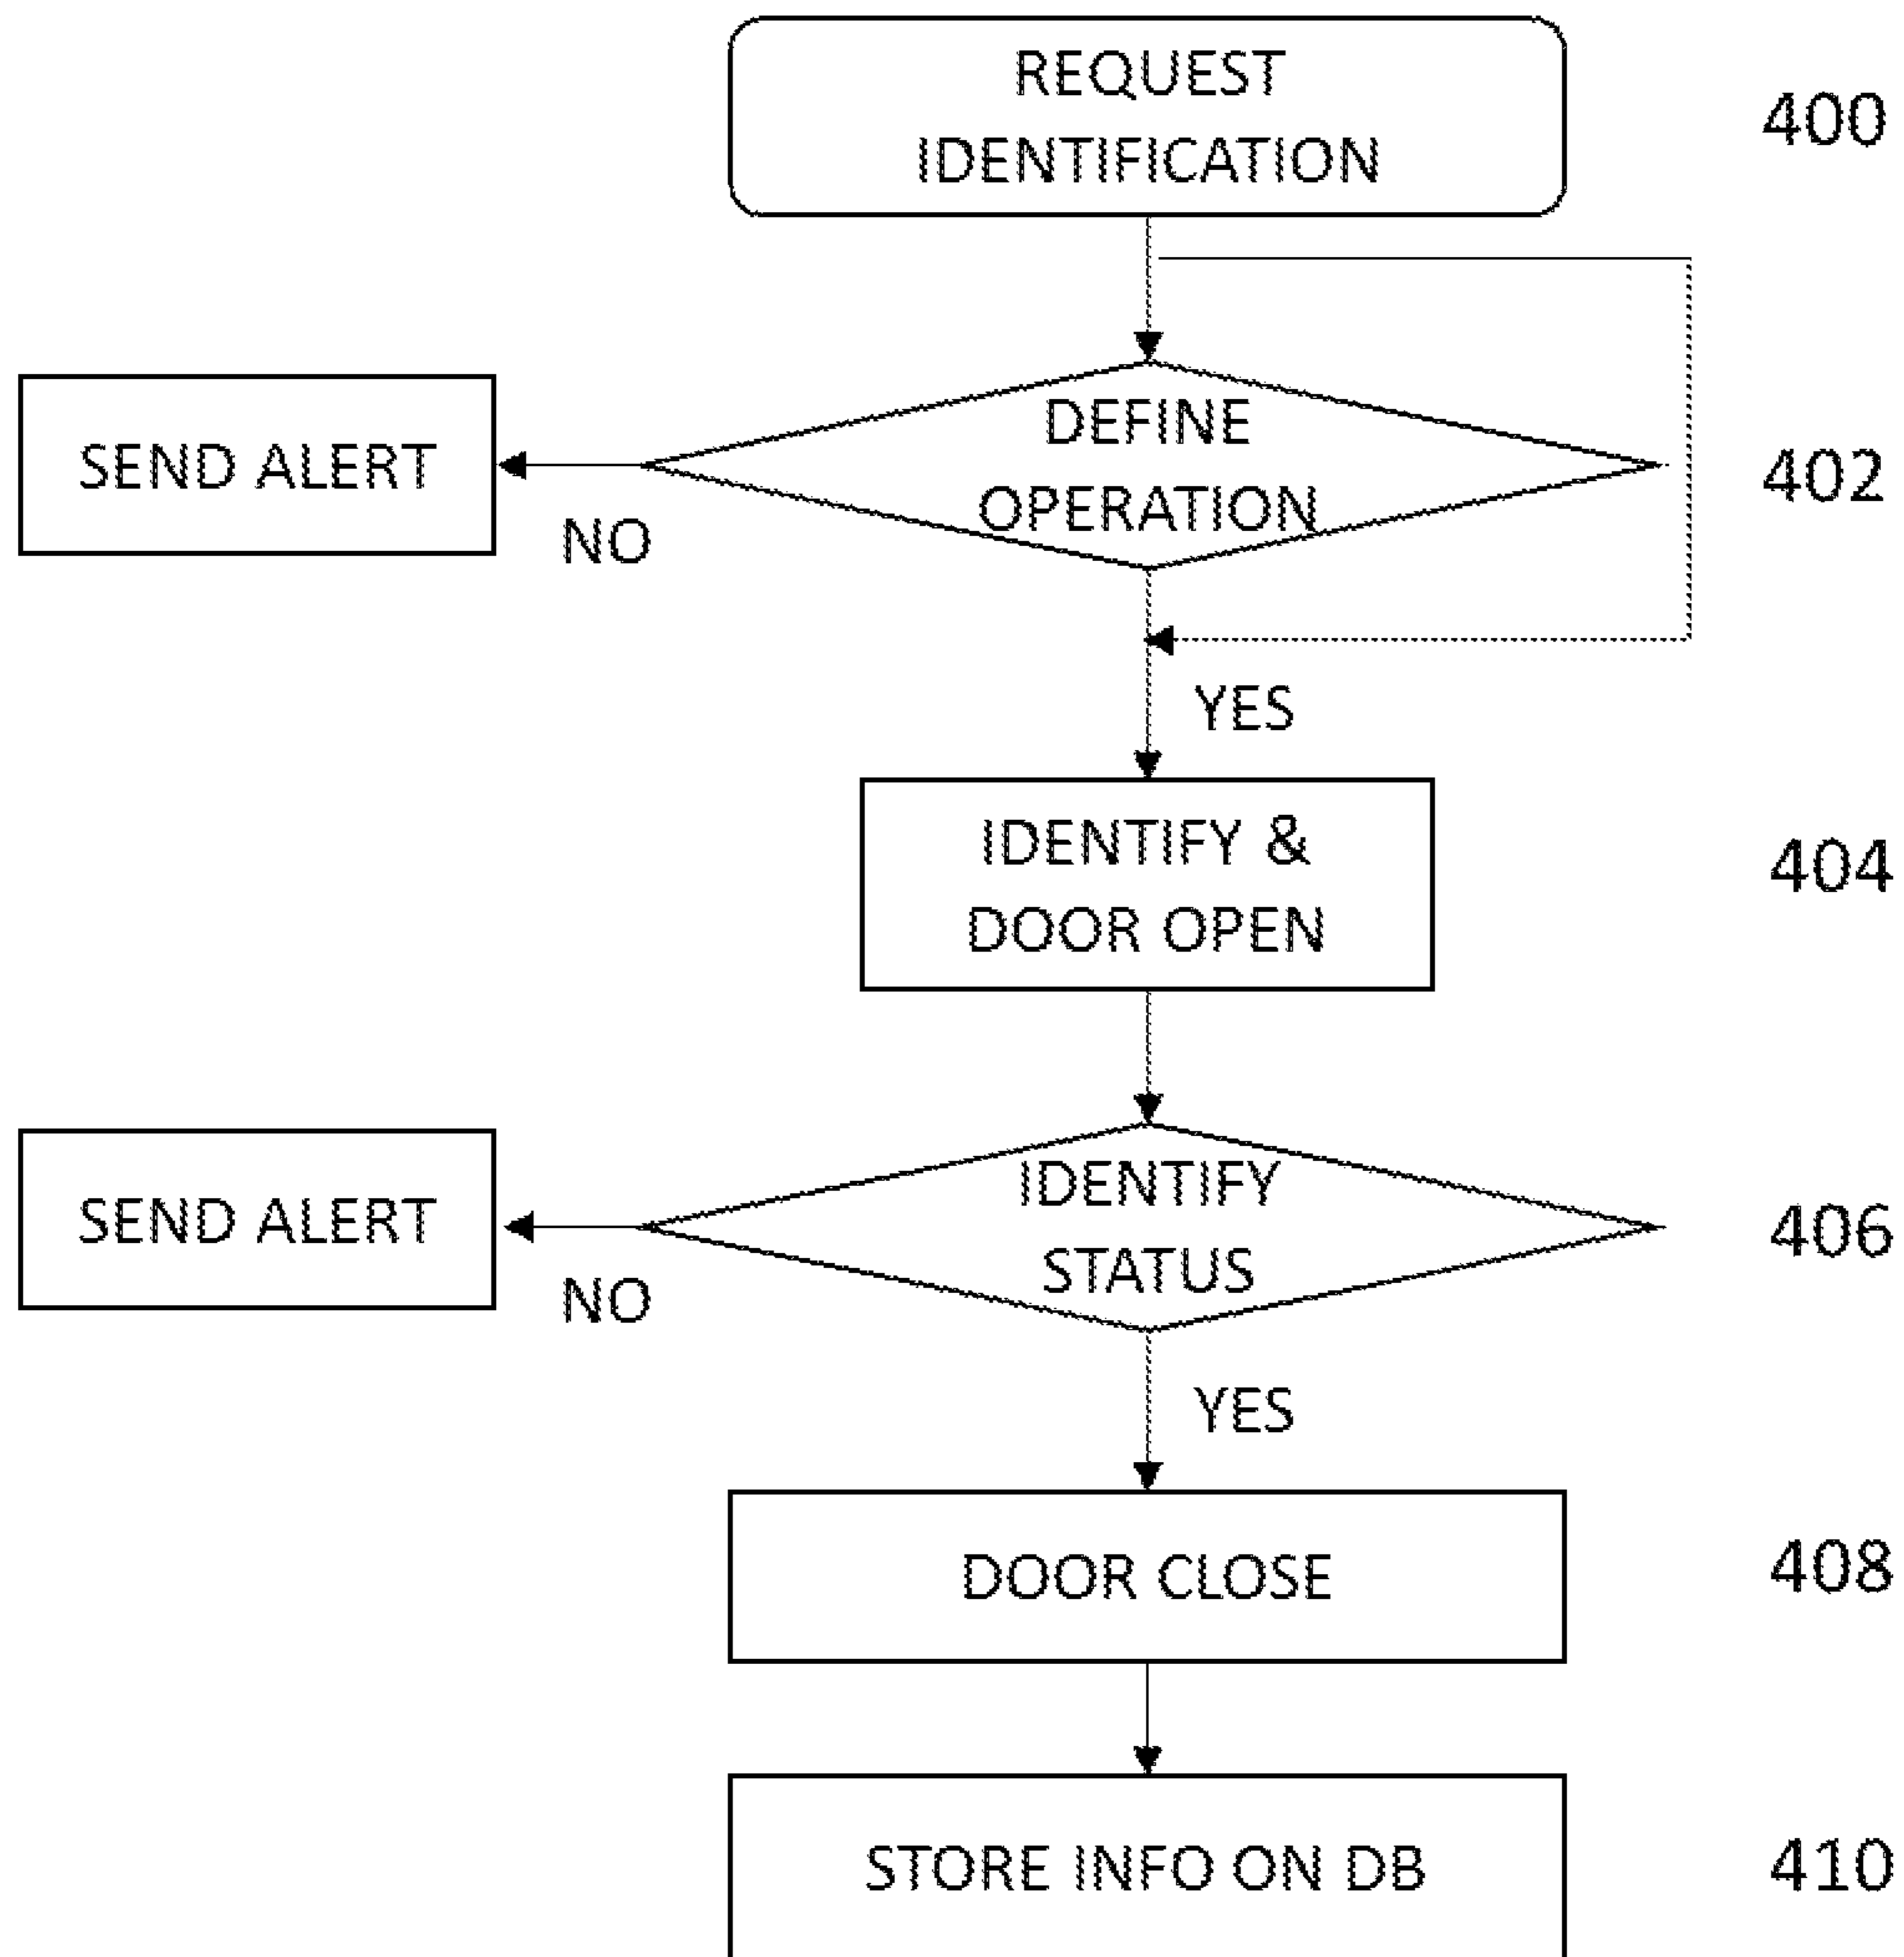 REQUEST
IDENTIFICATION
400
DEFINE
OPERATION
402
SEND ALERT
NO
YES
IDENTIFY &
DOOR OPEN
404
IDENTIFY
STATUS
406
SEND ALERT
NO
YES
DOOR CLOSE
408
STORE INFO ON DB
410